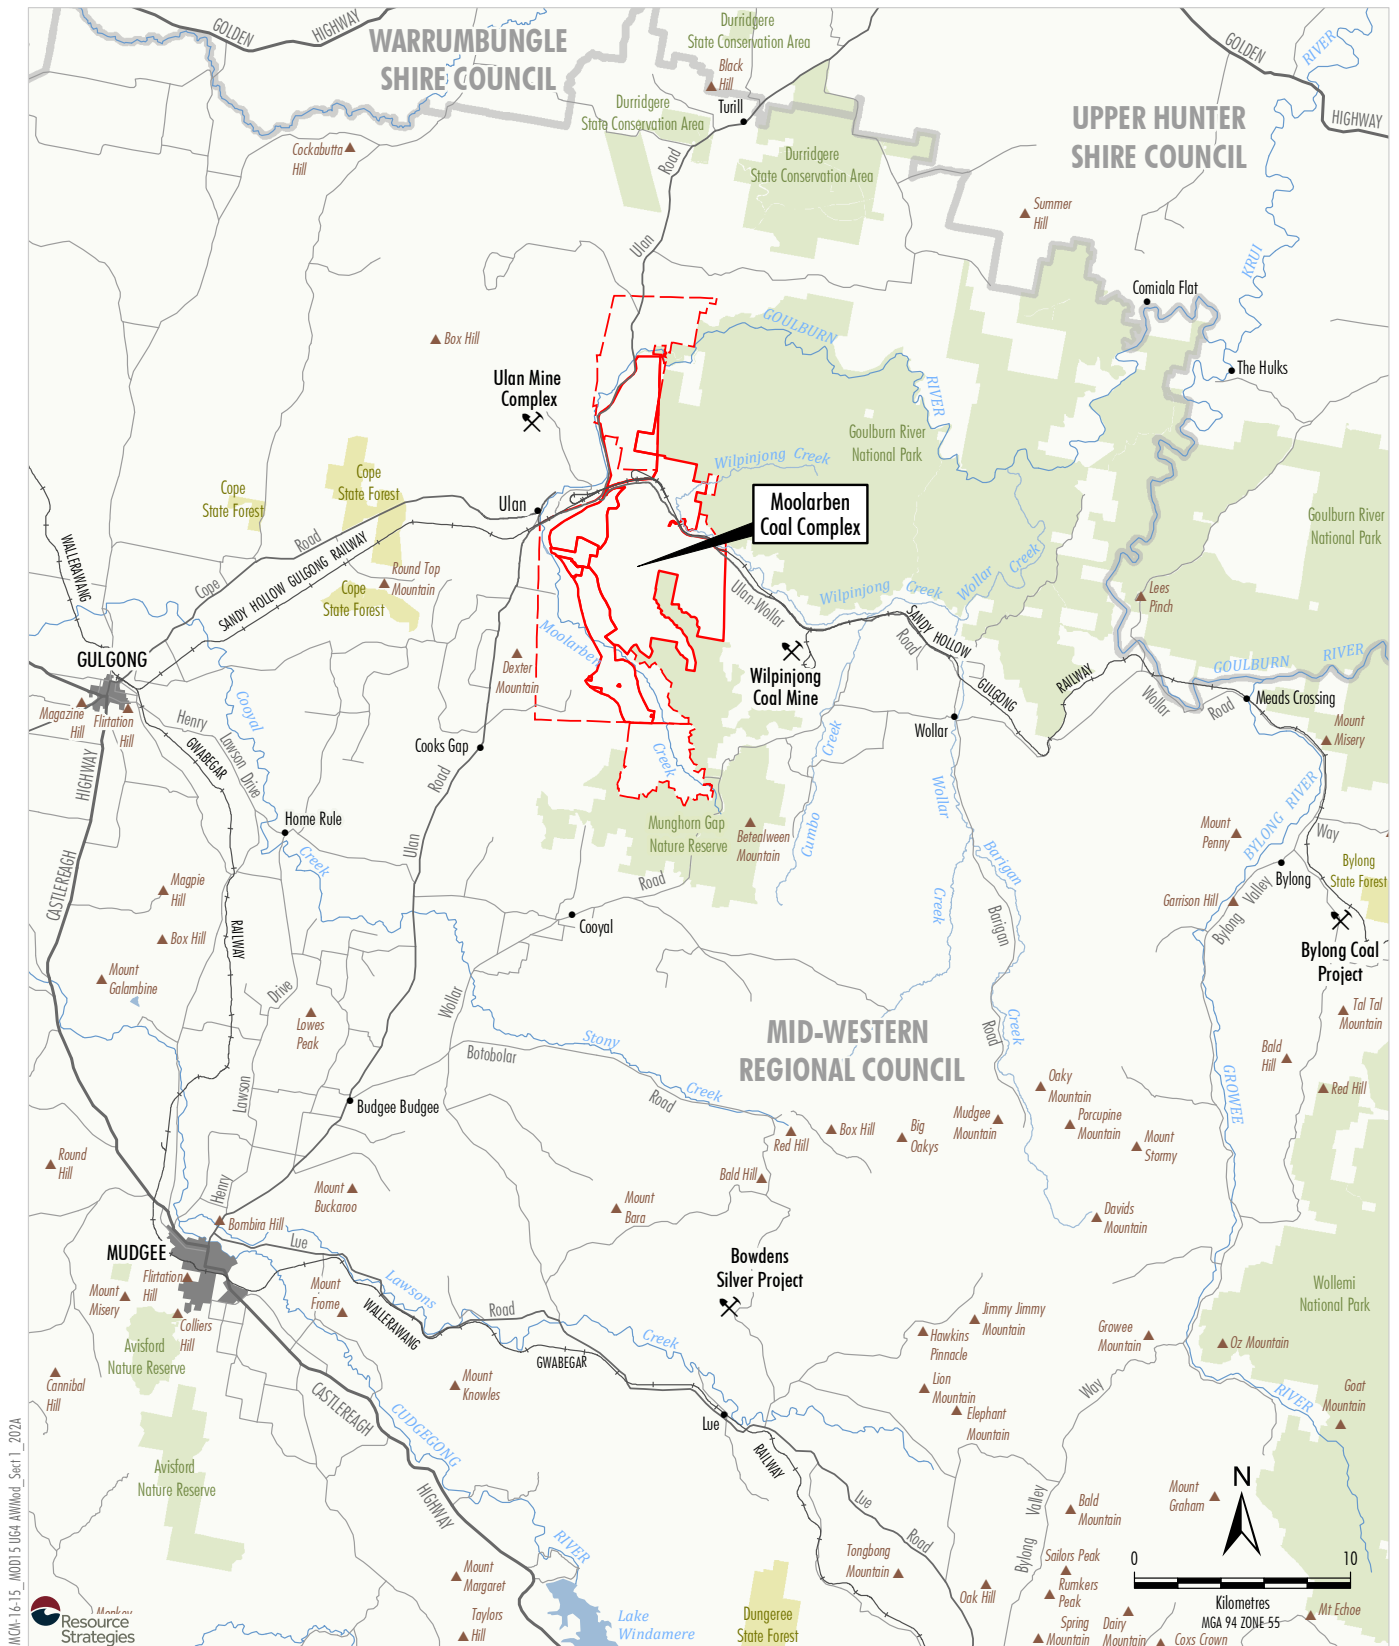 GOLDEN
HIGHWAY
WARRUMBUNGLE
SHIRE COUNCIL
Durridgere
State Conservation Area
Black
Hill
Turill
Durridgere
State Conservation Area
GOLDEN
HIGHWAY
RIVER
KRUI
UPPER HUNTER
SHIRE COUNCIL
Cockabutta
Hill
Road
Ulan
Durridgere
State Conservation Area
Summer
Hill
Comiala Flat
The Hulks
Box Hill
GOULBURN
RIVER
Ulan Mine
Complex
Goulburn River
National Park
Wilpinjong Creek
Cope
State Forest
Cope
State Forest
Ulan
Moolarben
Coal Complex
Goulburn River
National Park
WALLERAWANG
Cope
Road
SANDY HOLLOW GULGONG RAILWAY
Round Top
Mountain
Cope
State Forest
Ulan-Wollar
Wilpinjong Creek
Wollar
Creek
Lees
Pinch
Road
SANDY HOLLOW
GULGONG
RAILWAY
GULGONG
Magazine
Hill
Flirtation
Hill
Dexter
Mountain
Moolarben
Creek
Wilpinjong
Coal Mine
Wollar
GOULBURN RIVER
Wollar
Road
Meads Crossing
Mount
Misery
Henry
Lawson
Drive
Cooyal
GWABEGAR
Cooks Gap
Road
Ulan
HIGHWAY
CASTLEREAGH
Home Rule
Creek
Munghorn Gap
Nature Reserve
Betealween
Mountain
Creek
Cumbo
Wollar
Creek
Barigan
Barigan
Mount
Penny
BYLONG RIVER
Way
Bylong
Bylong
State Forest
Magpie
Hill
Box Hill
Mount
Galambine
RAILWAY
Road
Cooyal
Garrison Hill
Bylong Valley
Bylong Coal
Project
Drive
Lowes
Peak
Lawson
Wollar
Botobolar
Stony
Creek
Road
MID-WESTERN
REGIONAL COUNCIL
Road
Creek
Tal Tal
Mountain
Bald
Hill
Red Hill
GROWEE
Budgee Budgee
Oaky
Mountain
Porcupine
Mountain
Mudgee
Mountain
Mount
Stormy
Big
Oakys
Box Hill
Red Hill
Round
Hill
Henry
Mount
Buckaroo
Bald Hill
Mount
Bara
Davids
Mountain
Bombira Hill
MUDGEE
Lue
Bowdens
Silver Project
Flirtation
Hill
Mount
Misery
Colliers
Hill
Mount
Frome
Lawsons
WALLERAWANG
Road
Creek
GWABEGAR
Jimmy Jimmy
Mountain
Hawkins
Pinnacle
Growee
Mountain
Oz Mountain
Wollemi
National Park
Avisford
Nature Reserve
Cannibal
Hill
Mount
Knowles
Lion
Mountain
Elephant
Mountain
Way
RIVER
Goat
Mountain
CASTLEREAGH
CUDGEGONG
Lue
RAILWAY
Avisford
Nature Reserve
HIGHWAY
RIVER
Lue
Road
Valley
Bylong
Bald
Mountain
Mount
Graham
N
0 10
Kilometres
MGA 94 ZONE 55
Mount
Margaret
Taylors
Hill
Lake
Windamere
Dungeree
State Forest
Tongbong
Mountain
Oak Hill
Sailors Peak
Rumkers
Peak
Spring
Mountain
Dairy
Mountain
Coxs Crown
Mt Echoe
MCM-16-15_MOD15 UG4 AWMod_Sect 1_202A
Resource
Strategies